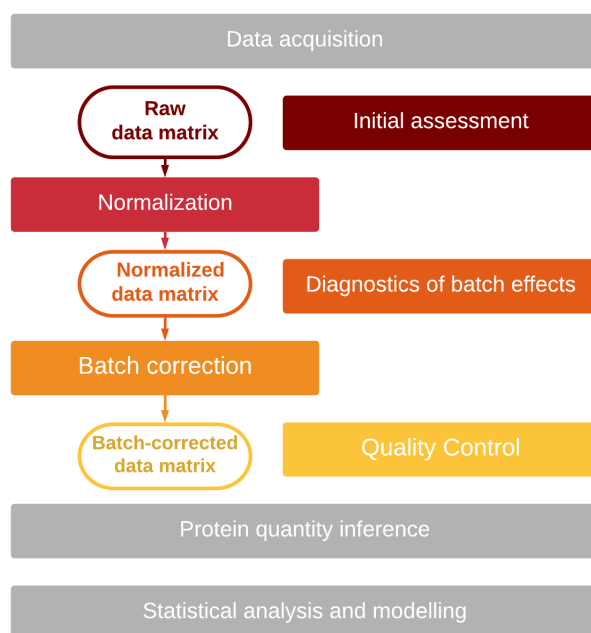 Data acquisition
Raw
data matrix
Initial assessment
Normalization
Normalized
data matrix
Diagnostics of batch effects
Batch correction
Batch-corrected
data matrix
Quality Control
Protein quantity inference
Statistical analysis and modelling